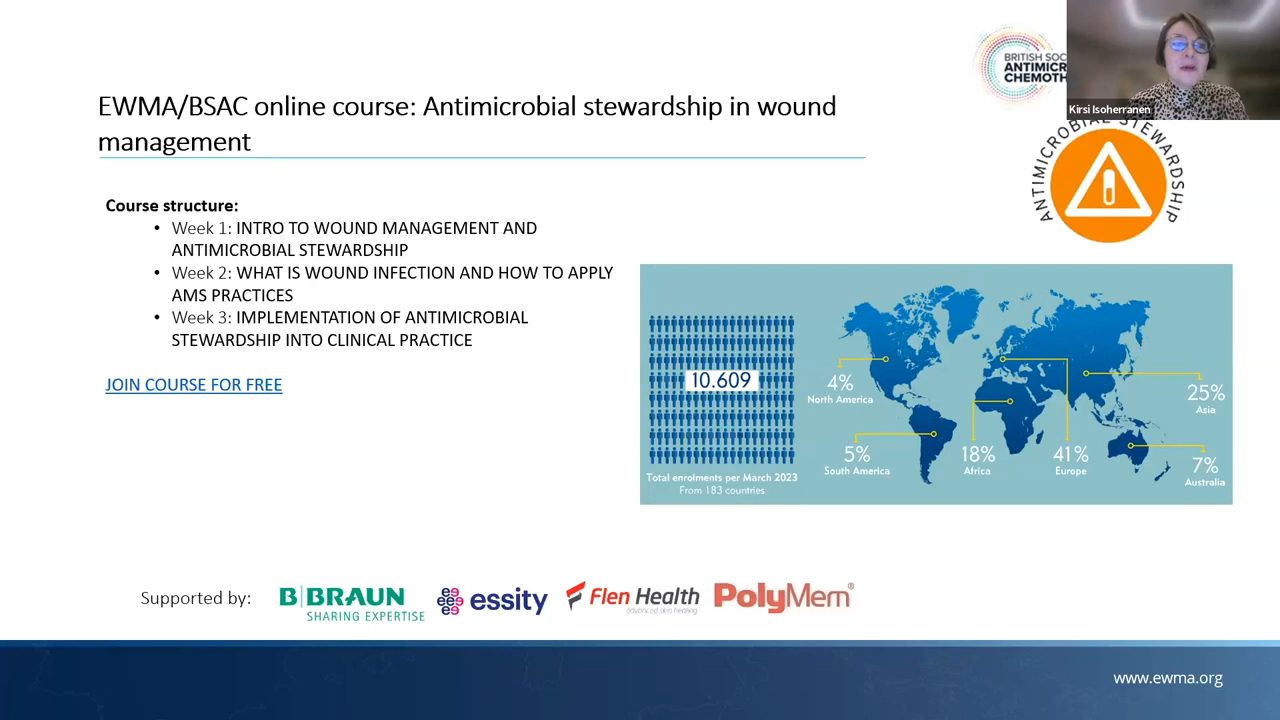 BRITISH SOC
ANTIMICR
CHEMOTH
Kirsi Isoherranen
EWMA/BSAC online course: Antimicrobial stewardship in wound
management
ANTIMICROBIAL STEWARDSHIP
Course structure:
• Week 1: INTRO TO WOUND MANAGEMENT AND
ANTIMICROBIAL STEWARDSHIP
• Week 2: WHAT IS WOUND INFECTION AND HOW TO APPLY
AMS PRACTICES
• Week 3: IMPLEMENTATION OF ANTIMICROBIAL
STEWARDSHIP INTO CLINICAL PRACTICE
JOIN COURSE FOR FREE
10.609
Total enrolments per March 2023
From 183 countries
4%
North America
5%
South America
18%
Africa
41%
Europe
25%
Asia
7%
Australia
Supported by:
B|BRAUN
SHARING EXPERTISE
essity
Flen Health
advanced skin healing
PolyMem®
www.ewma.org